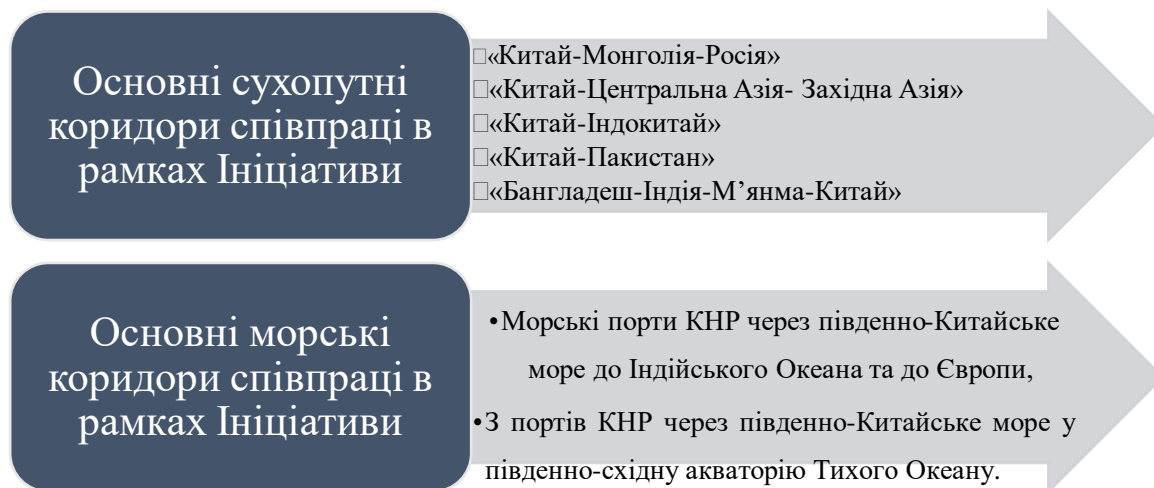 Основні сухопутні
коридори співпраці в
рамках Ініціативи
«Китай-Монголія-Росія»
«Китай-Центральна Азія- Західна Азія»
«Китай-Індокитай»
«Китай-Пакистан»
«Бангладеш-Індія-М’янма-Китай»
Основні морські
коридори співпраці в
рамках Ініціативи
•Морські порти КНР через південно-Китайське
море до Індійського Океана та до Європи,
•З портів КНР через південно-Китайське море у
південно-східну акваторію Тихого Океану.